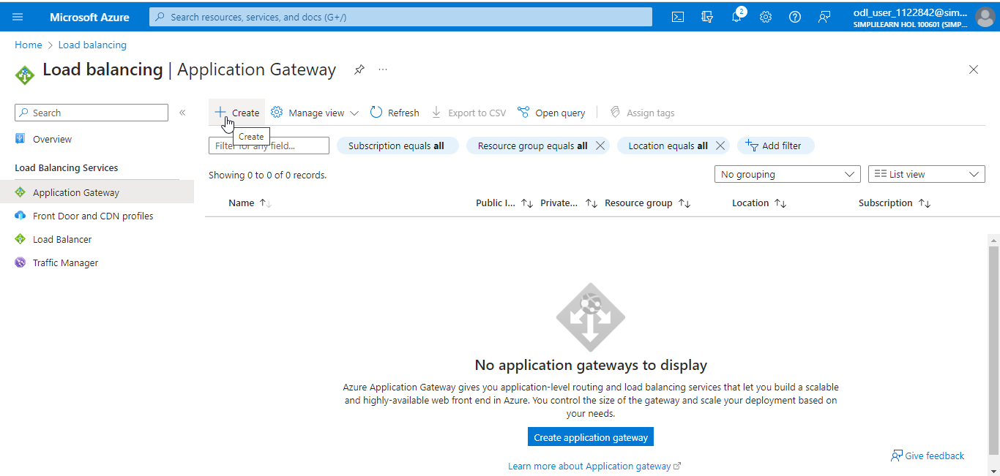 Microsoft Azure
Search resources, services, and docs (G+/)
2
odl_user_1122842@sim...
SIMPLILEARN HOL 100601 (SIMP...
Home > Load balancing
Load balancing | Application Gateway
...
Search
«
Overview
Load Balancing Services
Application Gateway
Front Door and CDN profiles
Load Balancer
Traffic Manager
+ Create
Manage view
Refresh
Export to CSV
Open query
Assign tags
Create
Filter for any field...
Subscription equals all
Resource group equals all
Location equals all
Add filter
Showing 0 to 0 of 0 records.
No grouping
List view
Name ↑↓
Public I... ↑↓
Private... ↑↓
Resource group ↑↓
Location ↑↓
Subscription ↑↓
No application gateways to display
Azure Application Gateway gives you application-level routing and load balancing services that let you build a scalable
and highly-available web front end in Azure. You control the size of the gateway and scale your deployment based on
your needs.
Create application gateway
Learn more about Application gateway
Give feedback